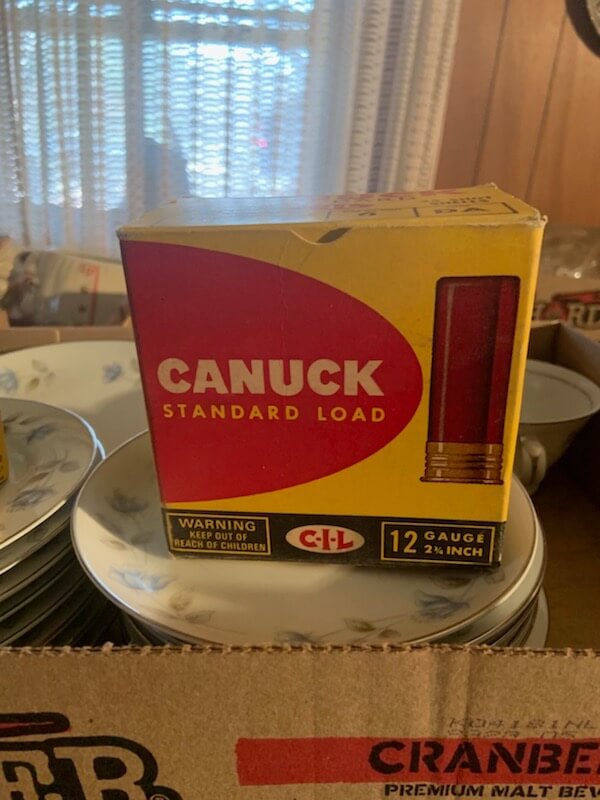 CANUCK
STANDARD LOAD
WARNING
KEEP OUT OF
REACH OF CHILDREN
C-I-L
12 GAUGE
2¾ INCH
CRANBE
PREMIUM MALT BEV